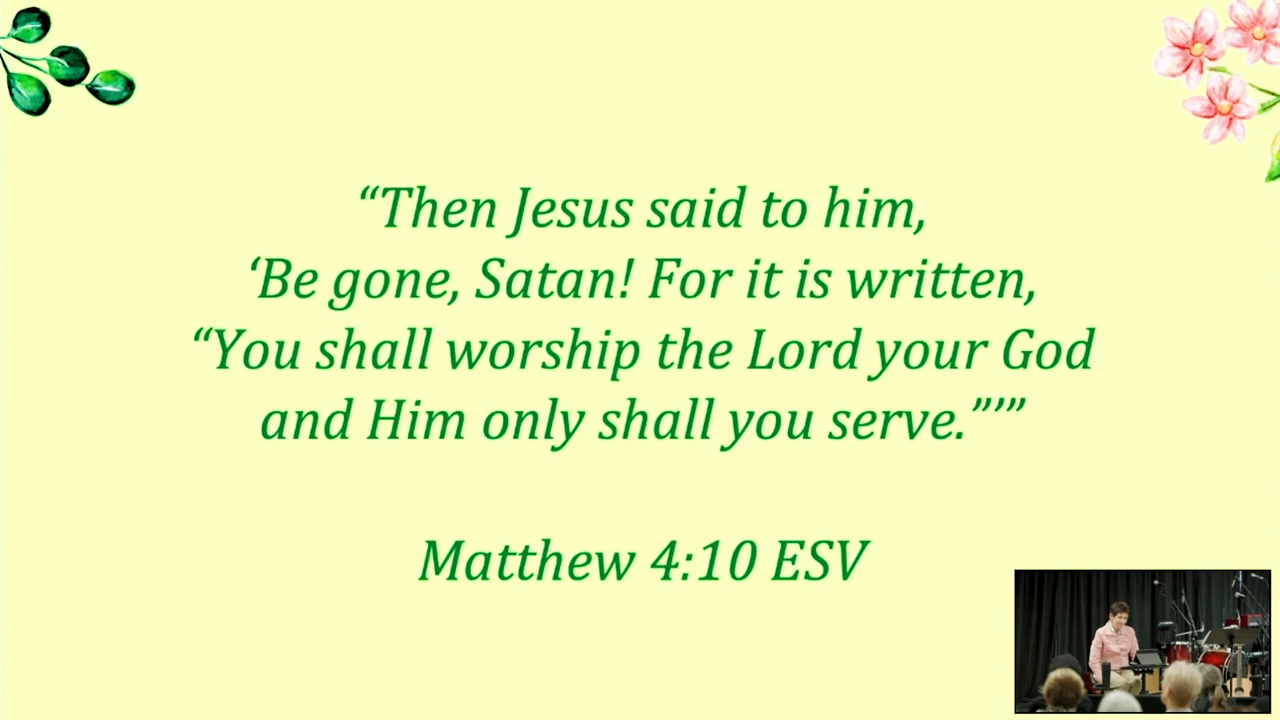 “Then Jesus said to him,
‘Be gone, Satan! For it is written,
“You shall worship the Lord your God
and Him only shall you serve.”’”
Matthew 4:10 ESV